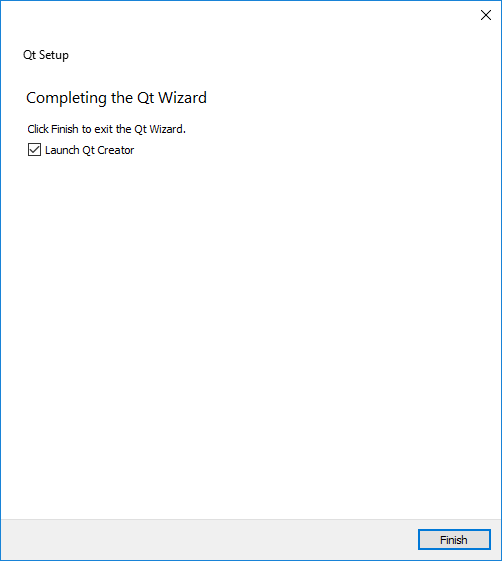 Qt Setup
Completing the Qt Wizard
Click Finish to exit the Qt Wizard.
Launch Qt Creator
Finish